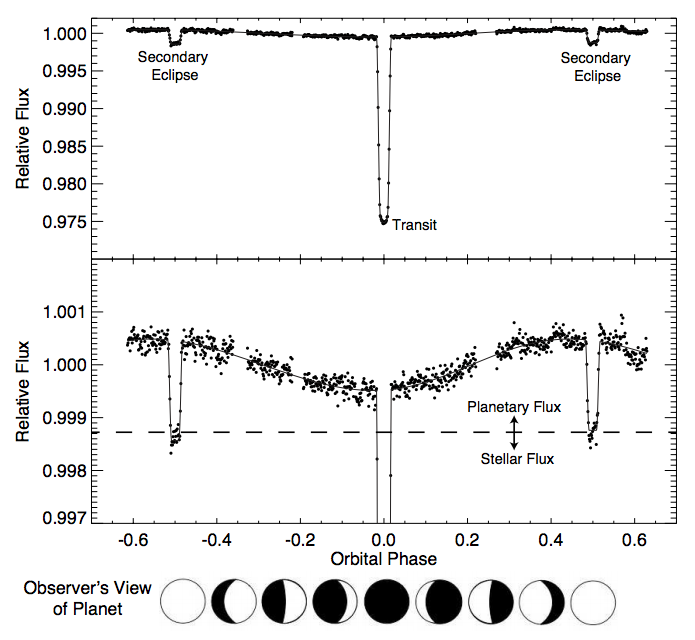 1.000
0.995
0.990
0.985
0.980
0.975
Relative Flux
Secondary
Eclipse
Secondary
Eclipse
Transit
1.001
1.000
0.999
0.998
0.997
Relative Flux
Planetary Flux
Stellar Flux
-0.6 -0.4 -0.2 -0.0 0.2 0.4 0.6
Orbital Phase
Observer's View
of Planet